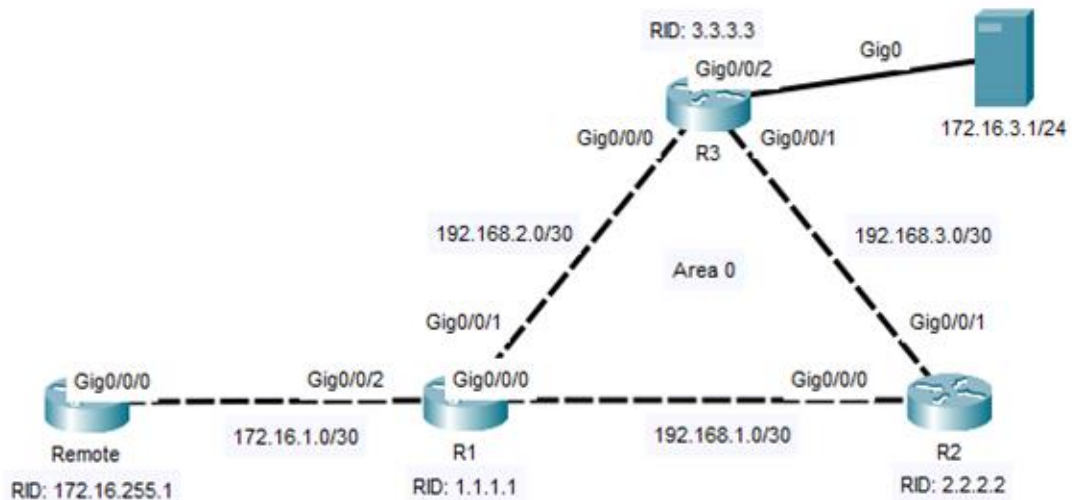 RID: 3.3.3.3
Gig0
Gig0/0/2
172.16.3.1/24
Gig0/0/0
Gig0/0/1
R3
192.168.2.0/30
192.168.3.0/30
Area 0
Gig0/0/1
Gig0/0/1
Gig0/0/0
Gig0/0/2
Gig0/0/0
Gig0/0/0
172.16.1.0/30
192.168.1.0/30
Remote
R1
R2
RID: 172.16.255.1
RID: 1.1.1.1
RID: 2.2.2.2